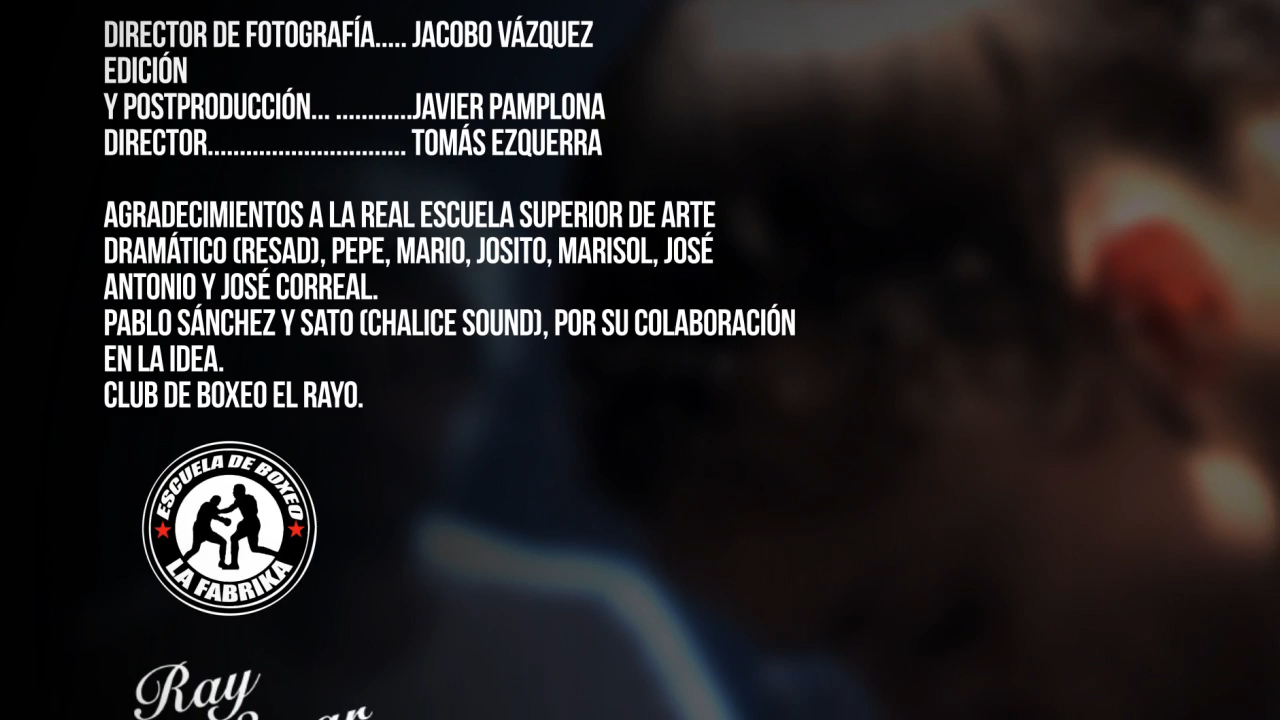 DIRECTOR DE FOTOGRAFÍA..... JACOBO VÁZQUEZ
EDICIÓN
Y POSTPRODUCCIÓN... ............JAVIER PAMPLONA
DIRECTOR............................... TOMÁS EZQUERRA
AGRADECIMIENTOS A LA REAL ESCUELA SUPERIOR DE ARTE
DRAMÁTICO (RESAD), PEPE, MARIO, JOSITO, MARISOL, JOSÉ
ANTONIO Y JOSÉ CORREAL.
PABLO SÁNCHEZ Y SATO (CHALICE SOUND), POR SU COLABORACIÓN
EN LA IDEA.
CLUB DE BOXEO EL RAYO.
ESCUELA DE BOXEO
LA FABRIKA
Ray